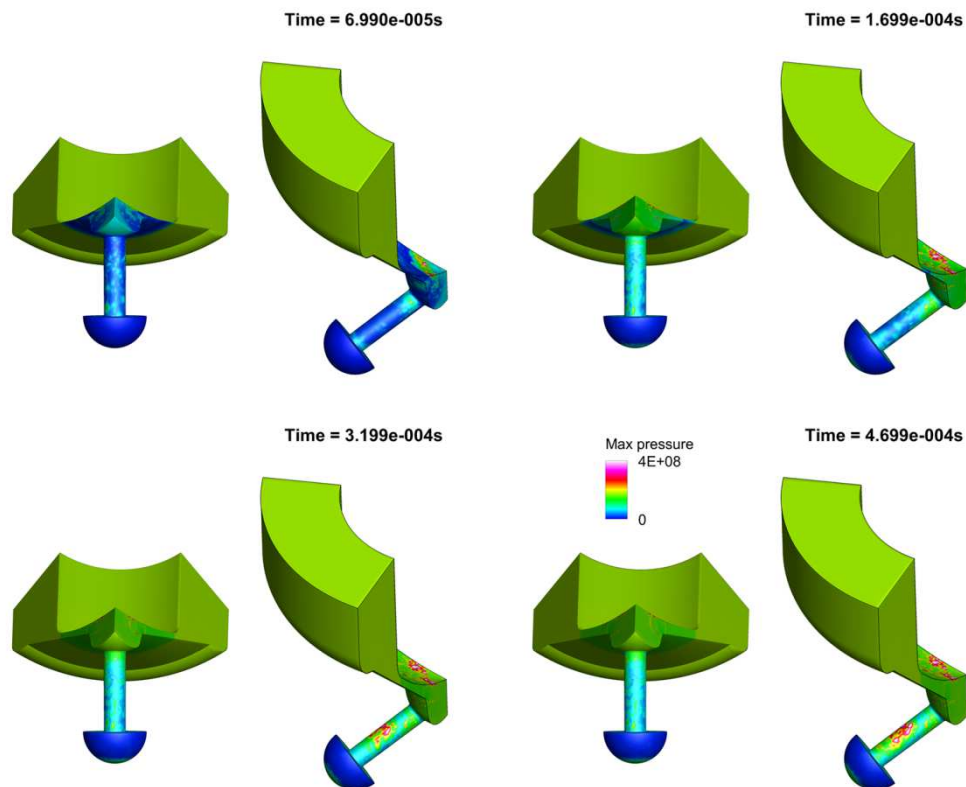 Time = 6.990e-005s
Time = 1.699e-004s
Time = 3.199e-004s
Time = 4.699e-004s
Max pressure
4E+08
0